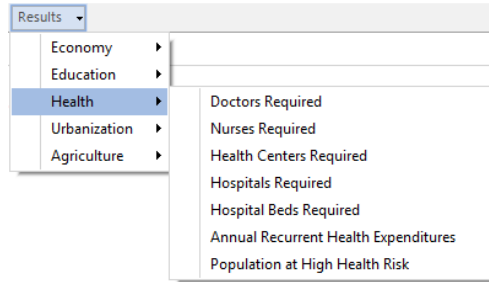 Results
Economy
Education
Health
Urbanization
Agriculture
Doctors Required
Nurses Required
Health Centers Required
Hospitals Required
Hospital Beds Required
Annual Recurrent Health Expenditures
Population at High Health Risk